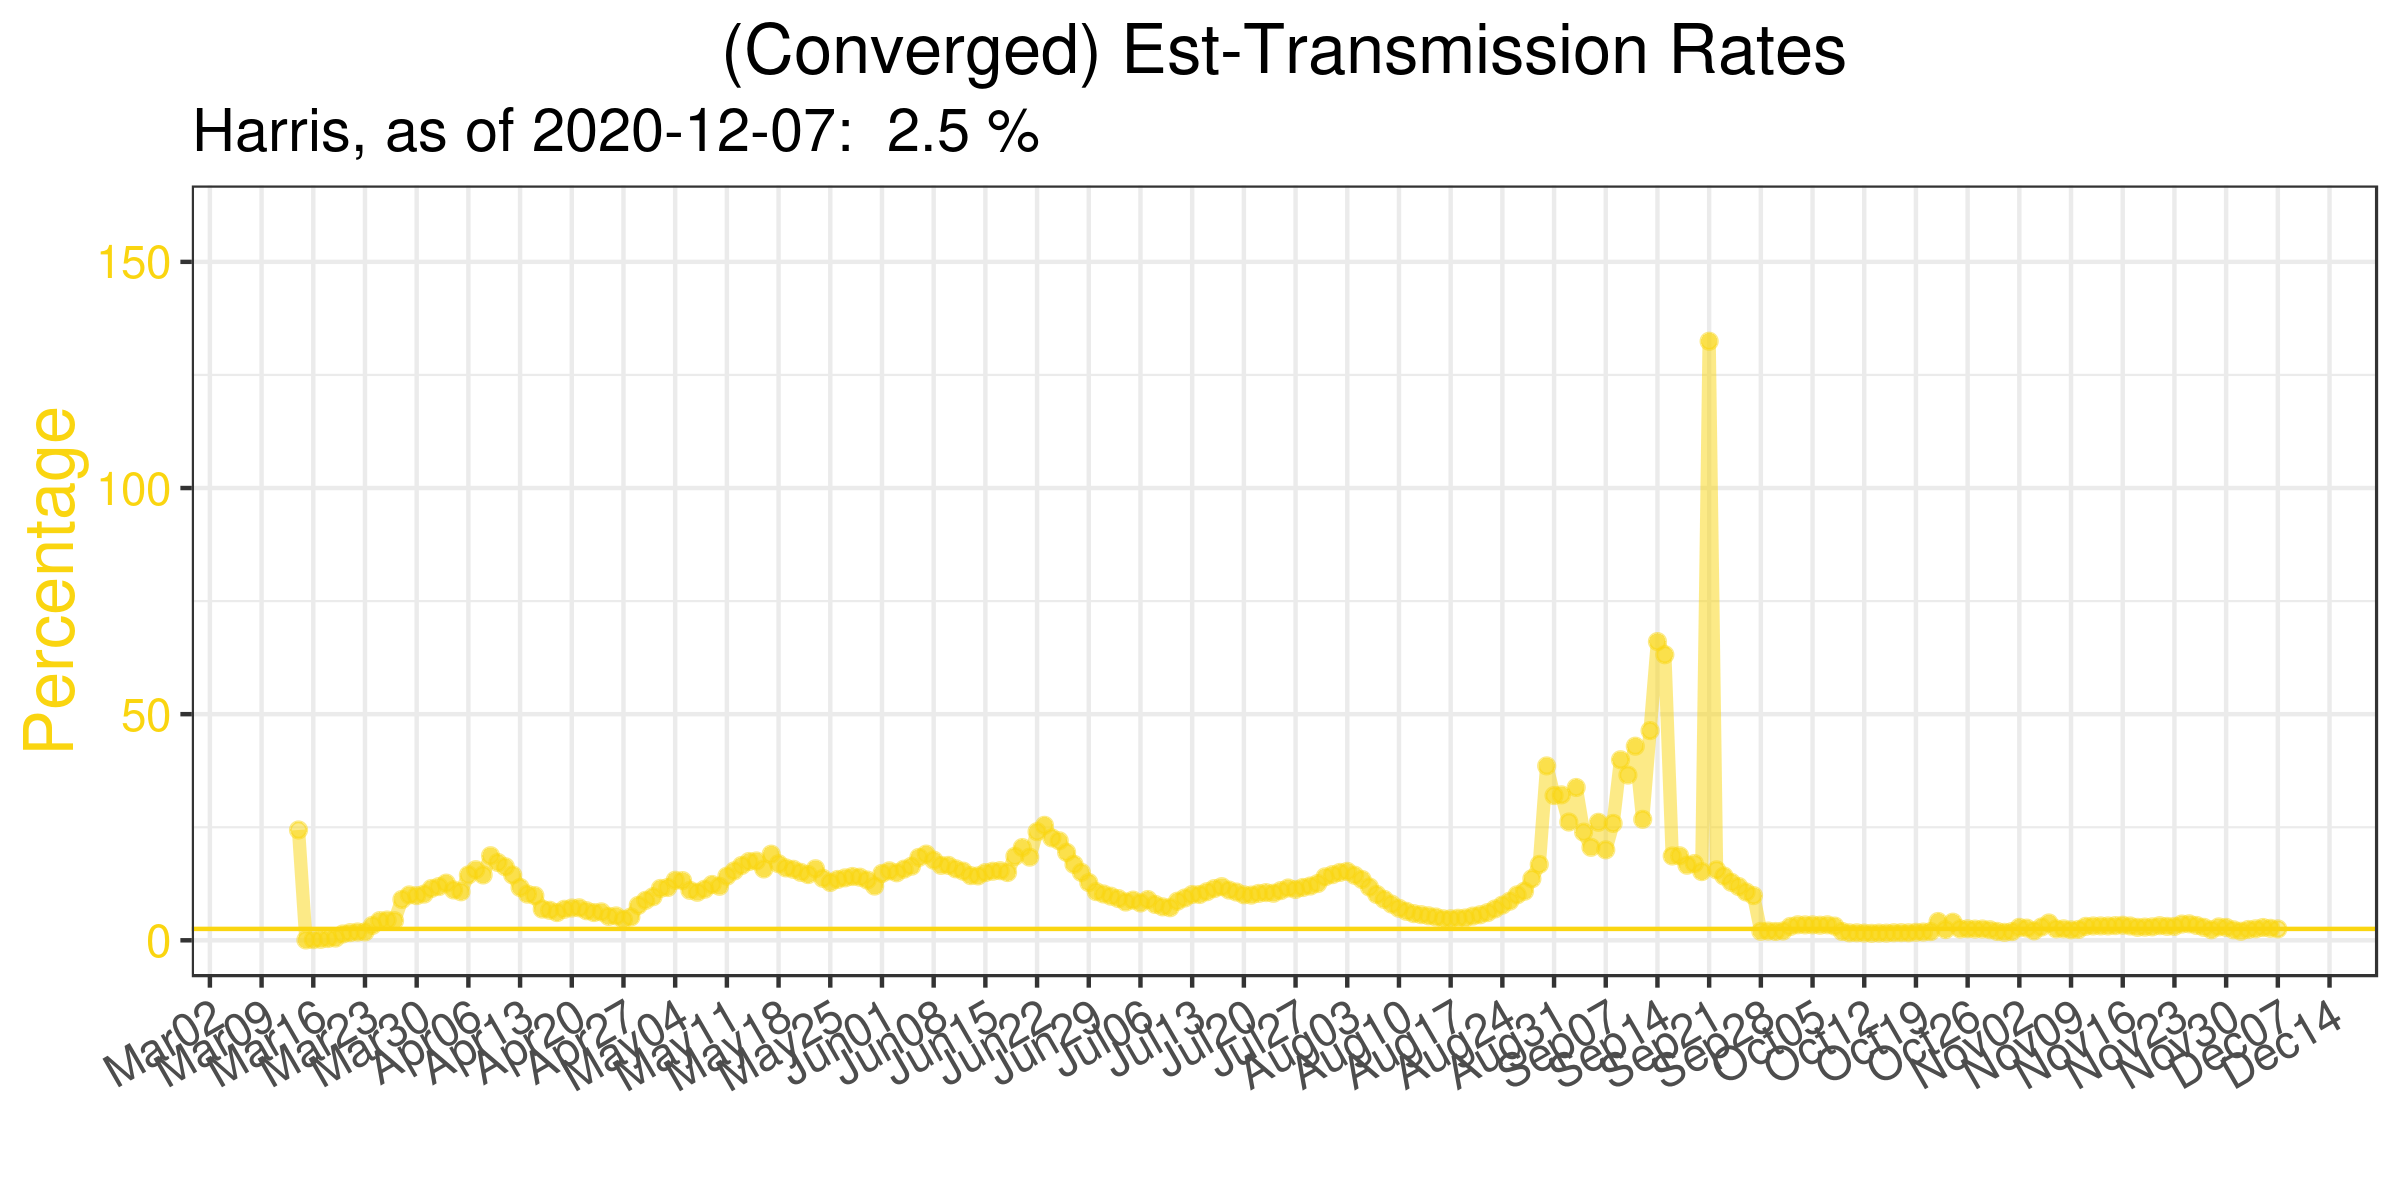 (Converged) Est-Transmission Rates
Harris, as of 2020-12-07:  2.5 %
Percentage
150
100
50
0
Mar02
Mar09
Mar16
Mar23
Mar30
Apr06
Apr13
Apr20
Apr27
May04
May11
May18
May25
Jun01
Jun08
Jun15
Jun22
Jun29
Jul06
Jul13
Jul20
Jul27
Aug03
Aug10
Aug17
Aug24
Aug31
Sep07
Sep14
Sep21
Sep28
Oct05
Oct12
Oct19
Oct26
Nov02
Nov09
Nov16
Nov23
Nov30
Dec07
Dec14